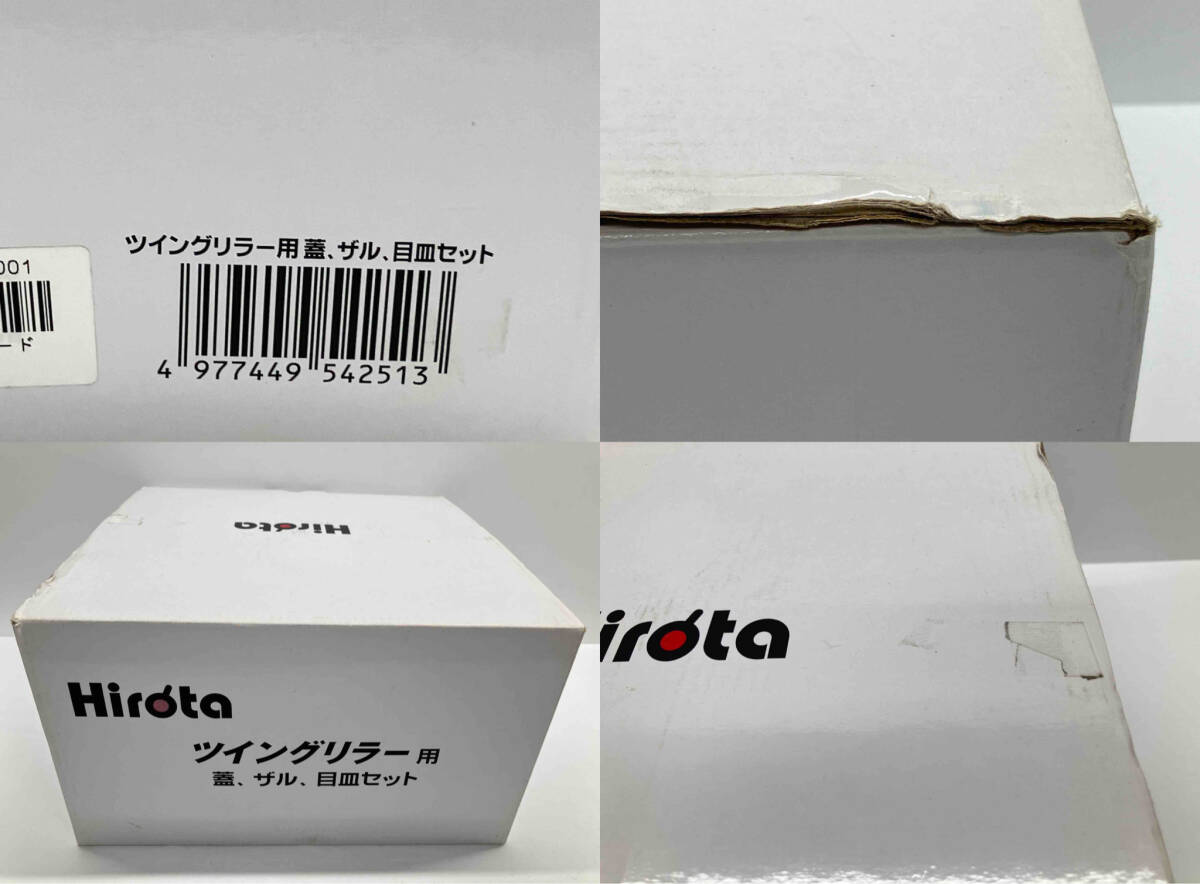 ツイングリラー用 蓋、ザル、目皿セット
001
ード
4 977449 542513
Hirota
Hirota
ツイングリラー用
蓋、ザル、目皿セット
Hirota